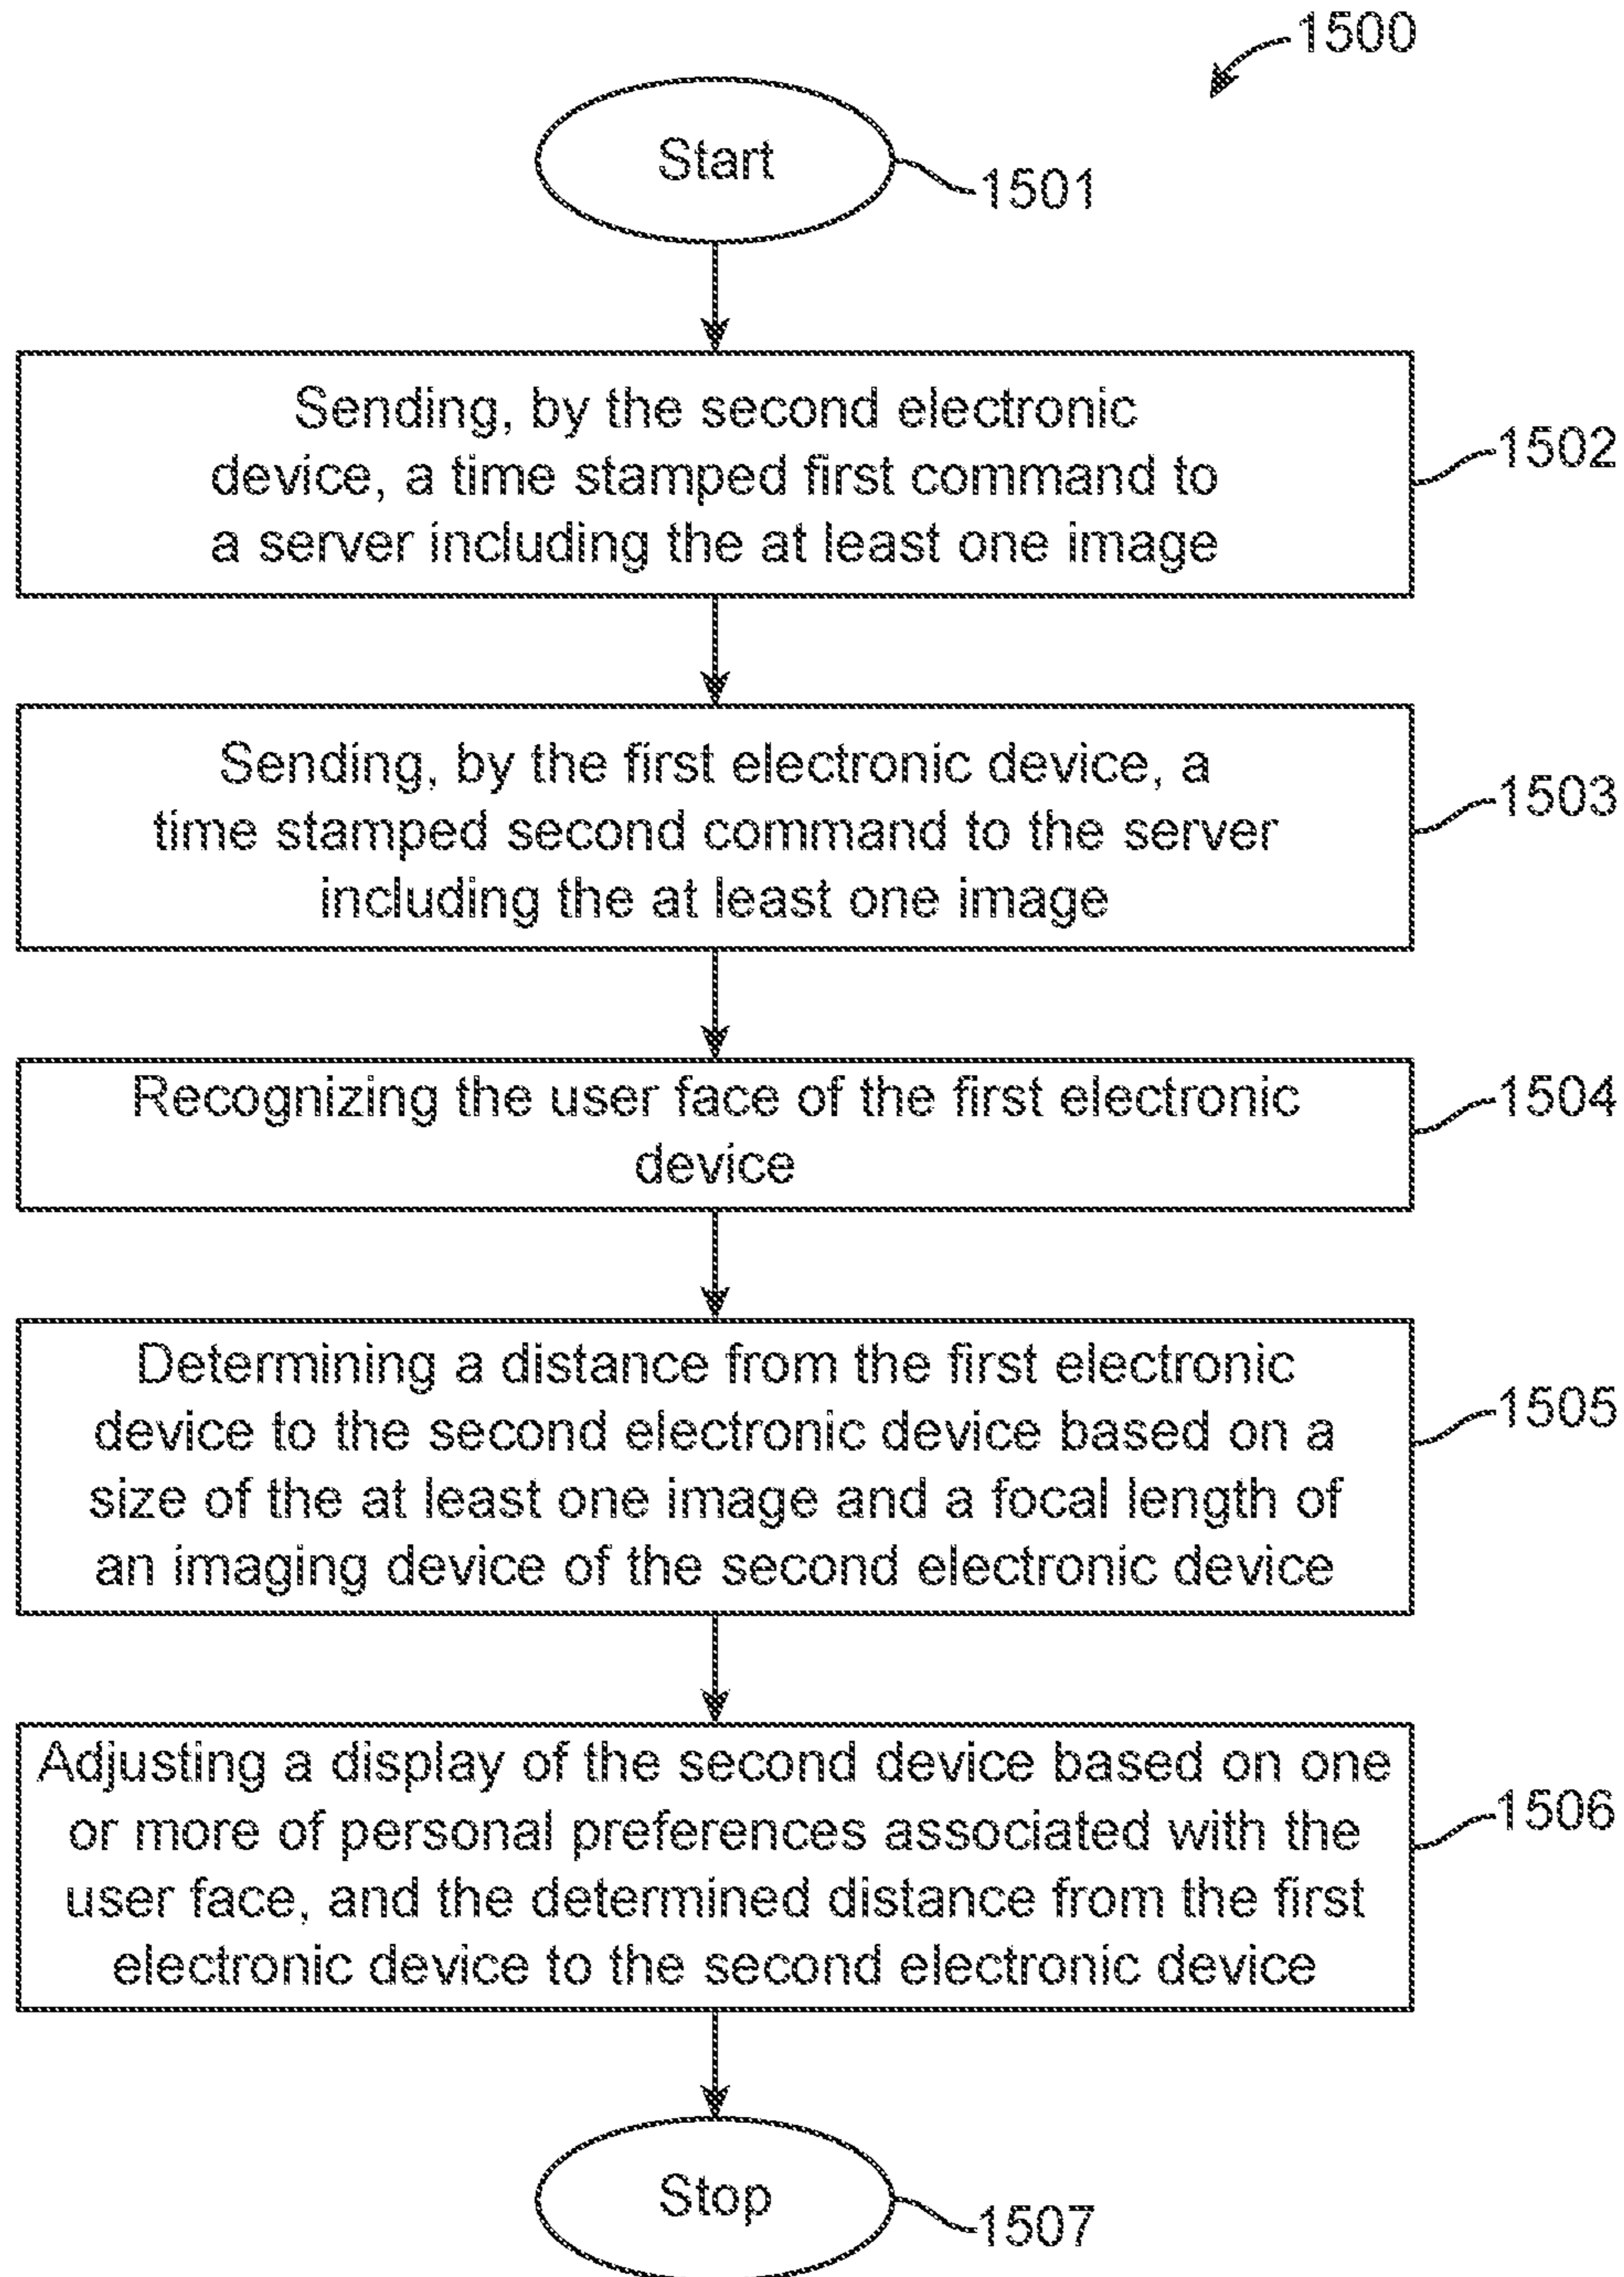 1500
Start
1501
Sending, by the second electronic
device, a time stamped first command to
a server including the at least one image
1502
Sending, by the first electronic device, a
time stamped second command to the server
including the at least one image
1503
Recognizing the user face of the first electronic
device
1504
Determining a distance from the first electronic
device to the second electronic device based on a
size of the at least one image and a focal length of
an imaging device of the second electronic device
1505
Adjusting a display of the second device based on one
or more of personal preferences associated with the
user face, and the determined distance from the first
electronic device to the second electronic device
1506
Stop
1507